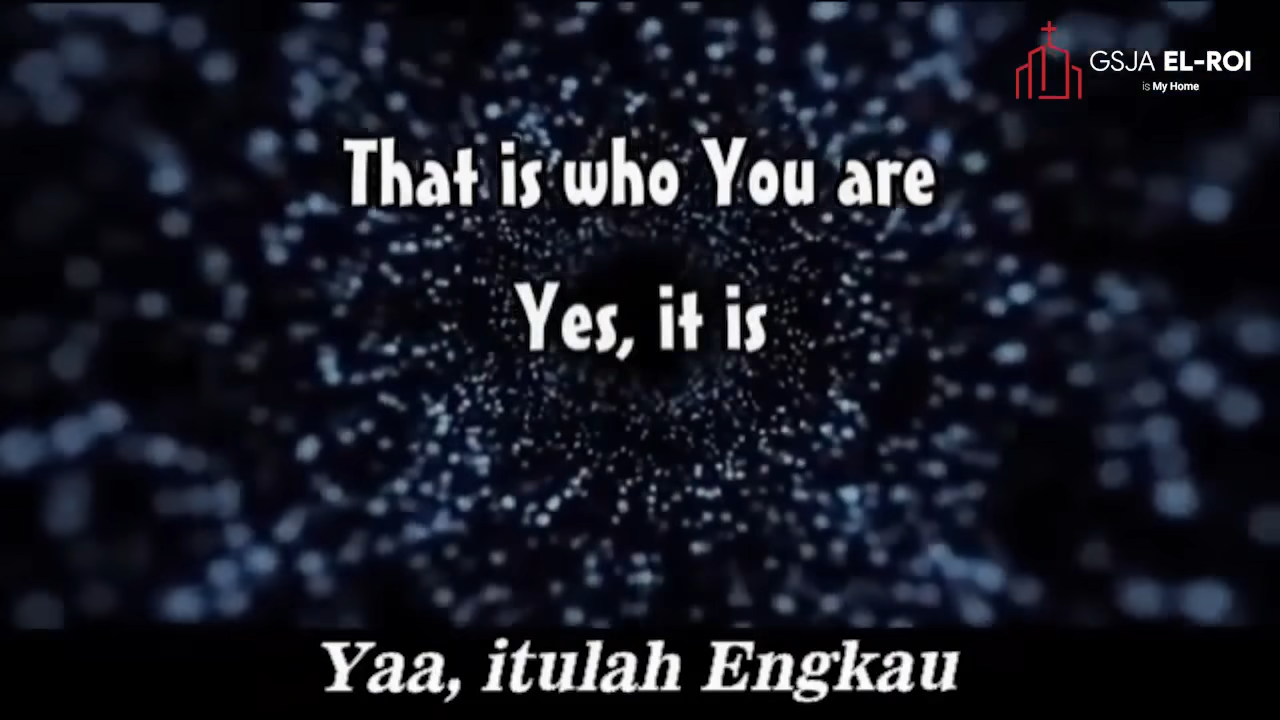 GSJA EL-ROI
is My Home
That is who You are
Yes, it is
Yaa, itulah Engkau